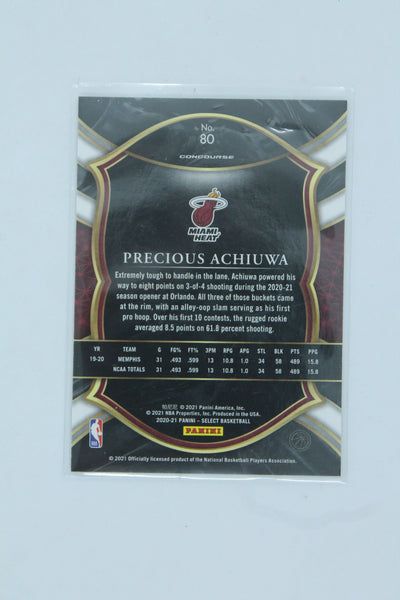 No.
80
CONCOURSE
MIAMI
HEAT
PRECIOUS ACHIUWA
Extremely tough to handle in the lane, Achiuwa powered his
way to eight points on 3-of-4 shooting during the 2020-21
season opener at Orlando. All three of those buckets came
at the rim, with an alley-oop slam serving as his first
pro hoop. Over his first 10 contests, the rugged rookie
averaged 8.5 points on 61.8 percent shooting.
YR TEAM G FG% FT% 3PM RPG APG STL BLK PTS PPG
19-20 MEMPHIS 31 .493 .599 13 10.8 1.0 34 58 489 15.8
NCAA TOTALS 31 .493 .599 13 10.8 1.0 34 58 489 15.8
帕尼尼 © 2021 Panini America, Inc.
© 2021 NBA Properties, Inc. Produced in the USA.
2020-21 PANINI - SELECT BASKETBALL
PANINI
NBA
© 2021 Officially licensed product of the National Basketball Players Association.